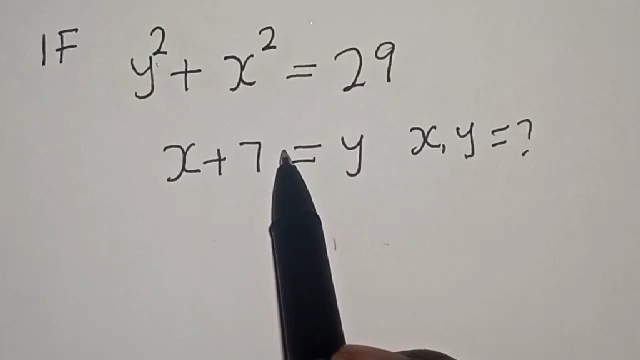 IF y² + x² = 29
x + 7 = y x, y = ?